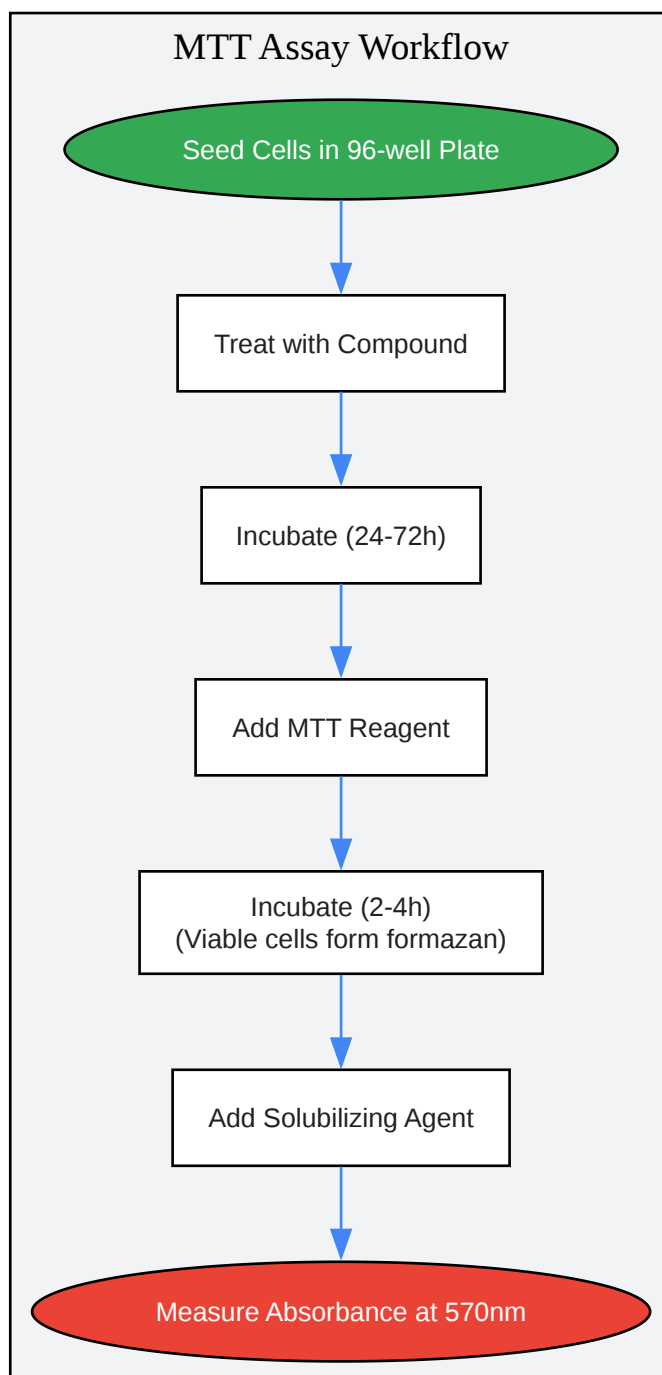 MTT Assay Workflow
Seed Cells in 96-well Plate
Treat with Compound
Incubate (24-72h)
Add MTT Reagent
Incubate (2-4h)
(Viable cells form formazan)
Add Solubilizing Agent
Measure Absorbance at 570nm